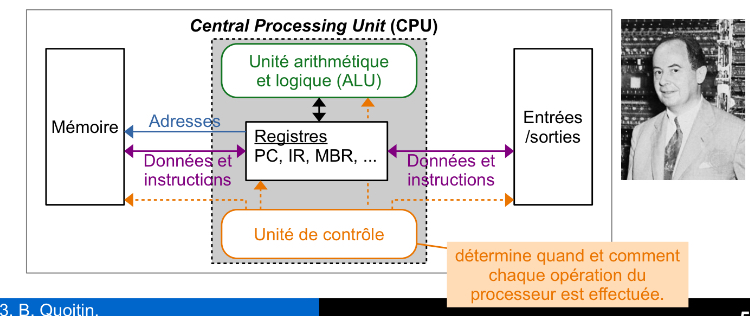 Central Processing Unit (CPU)
Unité arithmétique
et logique (ALU)
Mémoire
Adresses
Registres
PC, IR, MBR, ...
Données et
instructions
Données et
instructions
Entrées
/sorties
Unité de contrôle
détermine quand et comment
chaque opération du
processeur est effectuée.
3, B. Quoitin,